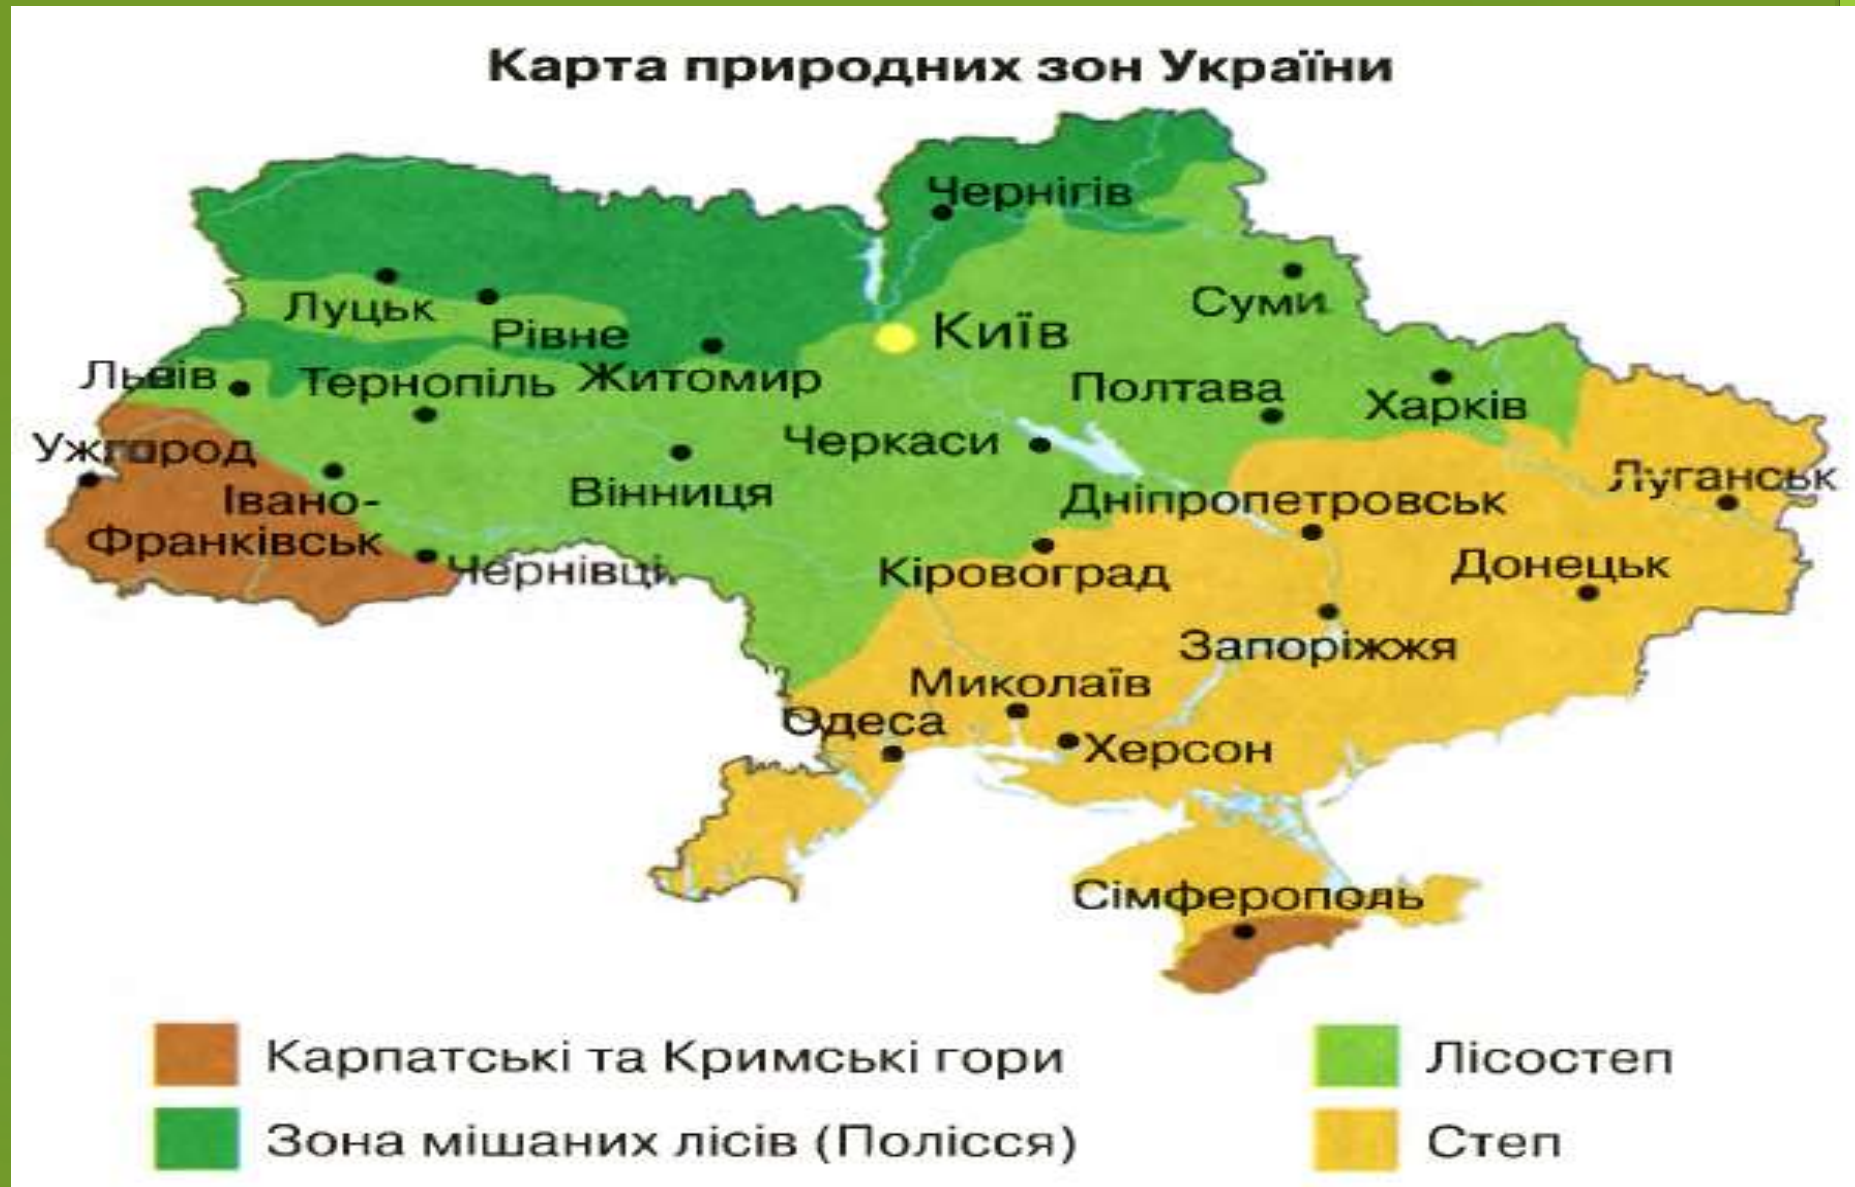 Карта природних зон України
Чернігів
Луцьк
Рівне
Суми
Київ
Львів
Тернопіль
Житомир
Полтава
Харків
Ужгород
Черкаси
Івано-
Франківськ
Вінниця
Дніпропетровськ
Луганськ
Чернівці
Кіровоград
Донецьк
Запоріжжя
Миколаїв
Одеса
Херсон
Сімферополь
Карпатські та Кримські гори
Зона мішаних лісів (Полісся)
Лісостеп
Степ